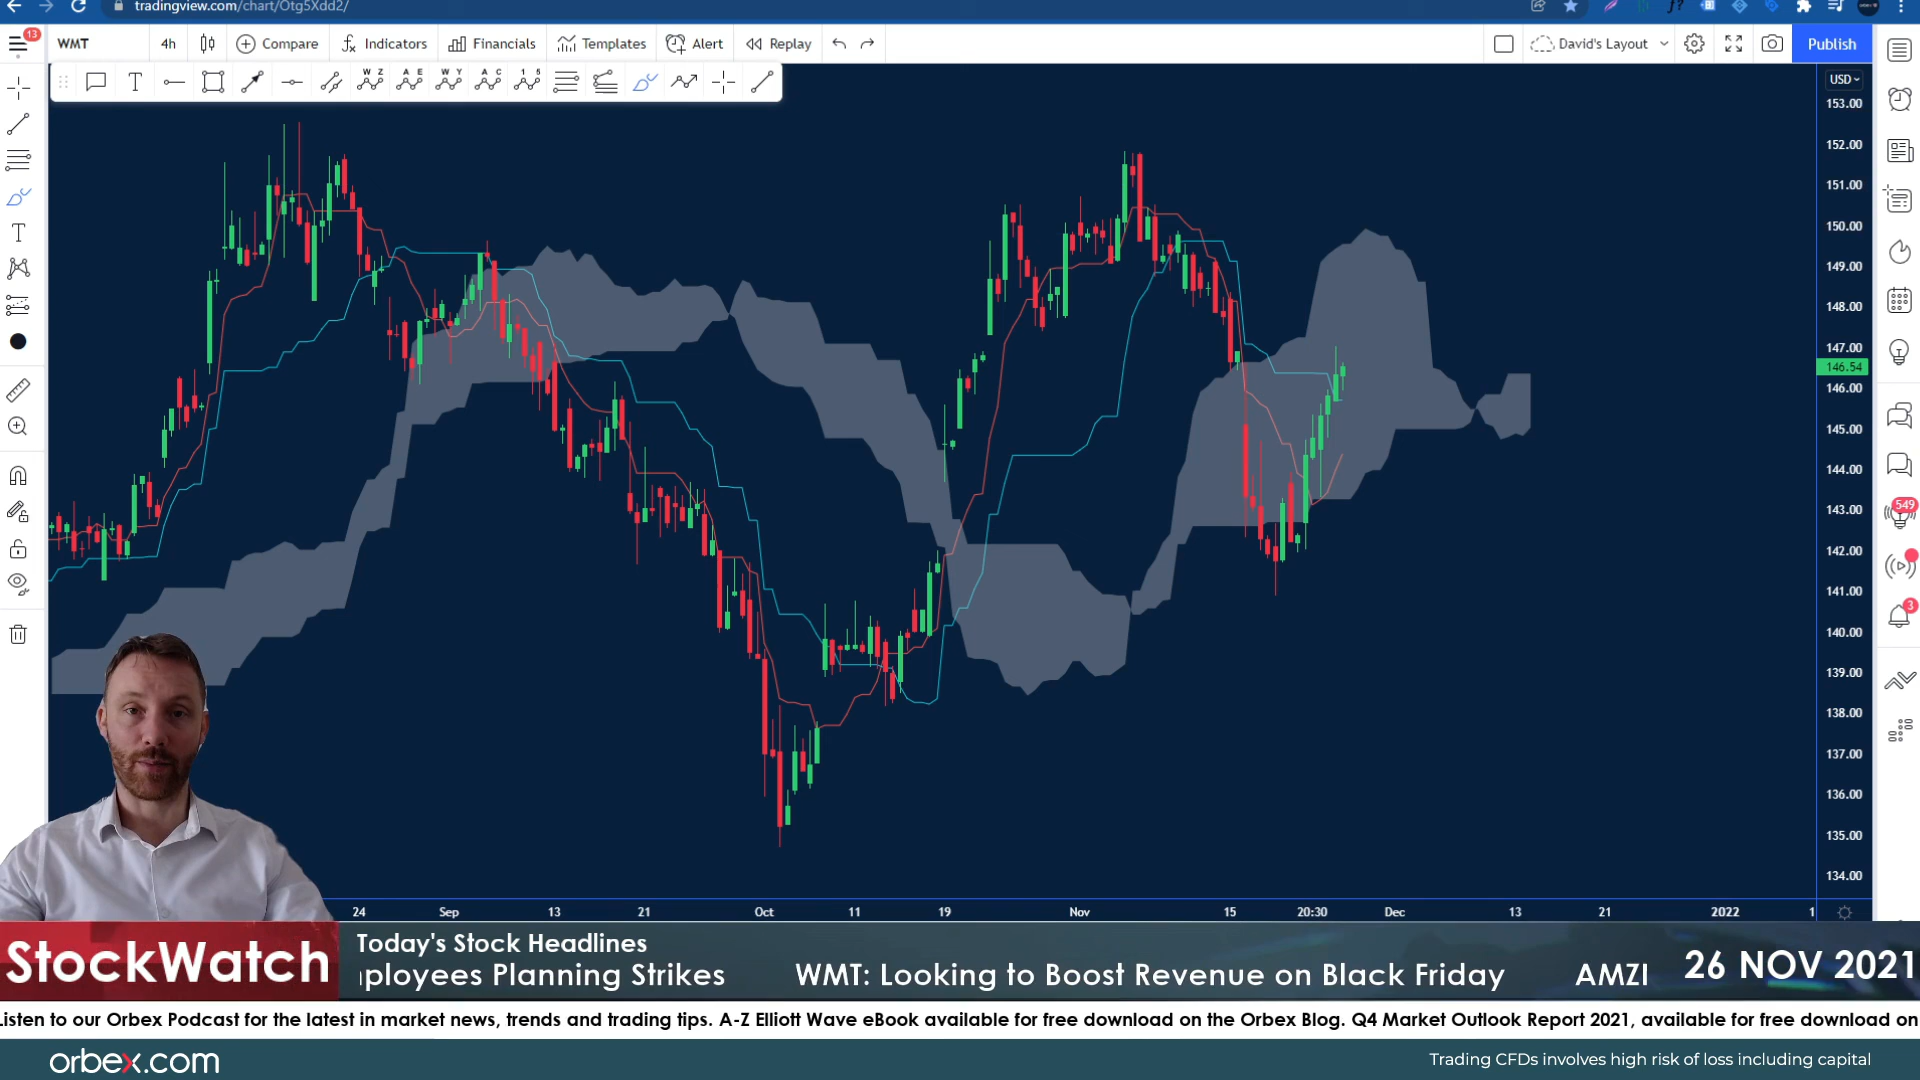 tradingview.com/chart/Otg5Xdd2/
13
WMT
4h
Compare
Indicators
Financials
Templates
Alert
Replay
David's Layout
Publish
W Z
A E
W Y
A C
1 5
USD
153.00
152.00
151.00
150.00
149.00
148.00
147.00
146.54
146.00
145.00
144.00
143.00
142.00
141.00
140.00
139.00
138.00
137.00
136.00
135.00
134.00
549
3
24
Sep
13
21
Oct
11
19
Nov
15
20:30
Dec
13
21
2022
1
StockWatch
Today's Stock Headlines
ployees Planning Strikes WMT: Looking to Boost Revenue on Black Friday AMZ
26 NOV 2021
Listen to our Orbex Podcast for the latest in market news, trends and trading tips. A-Z Elliott Wave eBook available for free download on the Orbex Blog. Q4 Market Outlook Report 2021, available for free download on
orbex.com
Trading CFDs involves high risk of loss including capital